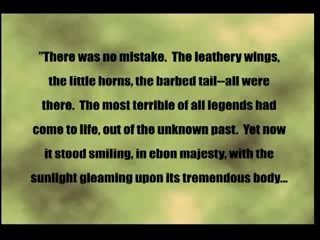 "There was no mistake. The leathery wings,
the little horns, the barbed tail--all were
there. The most terrible of all legends had
come to life, out of the unknown past. Yet now
it stood smiling, in ebon majesty, with the
sunlight gleaming upon its tremendous body...